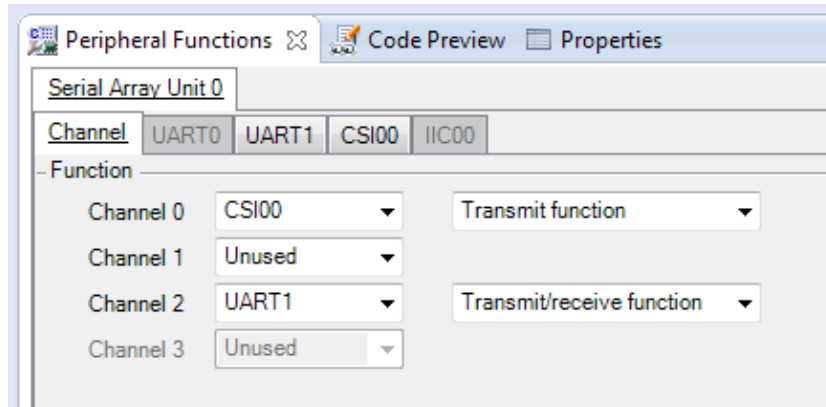 Peripheral Functions Code Preview Properties
Serial Array Unit 0
Channel UART0 UART1 CSI00 IIC00
Function
Channel 0 CSI00 Transmit function
Channel 1 Unused
Channel 2 UART1 Transmit/receive function
Channel 3 Unused